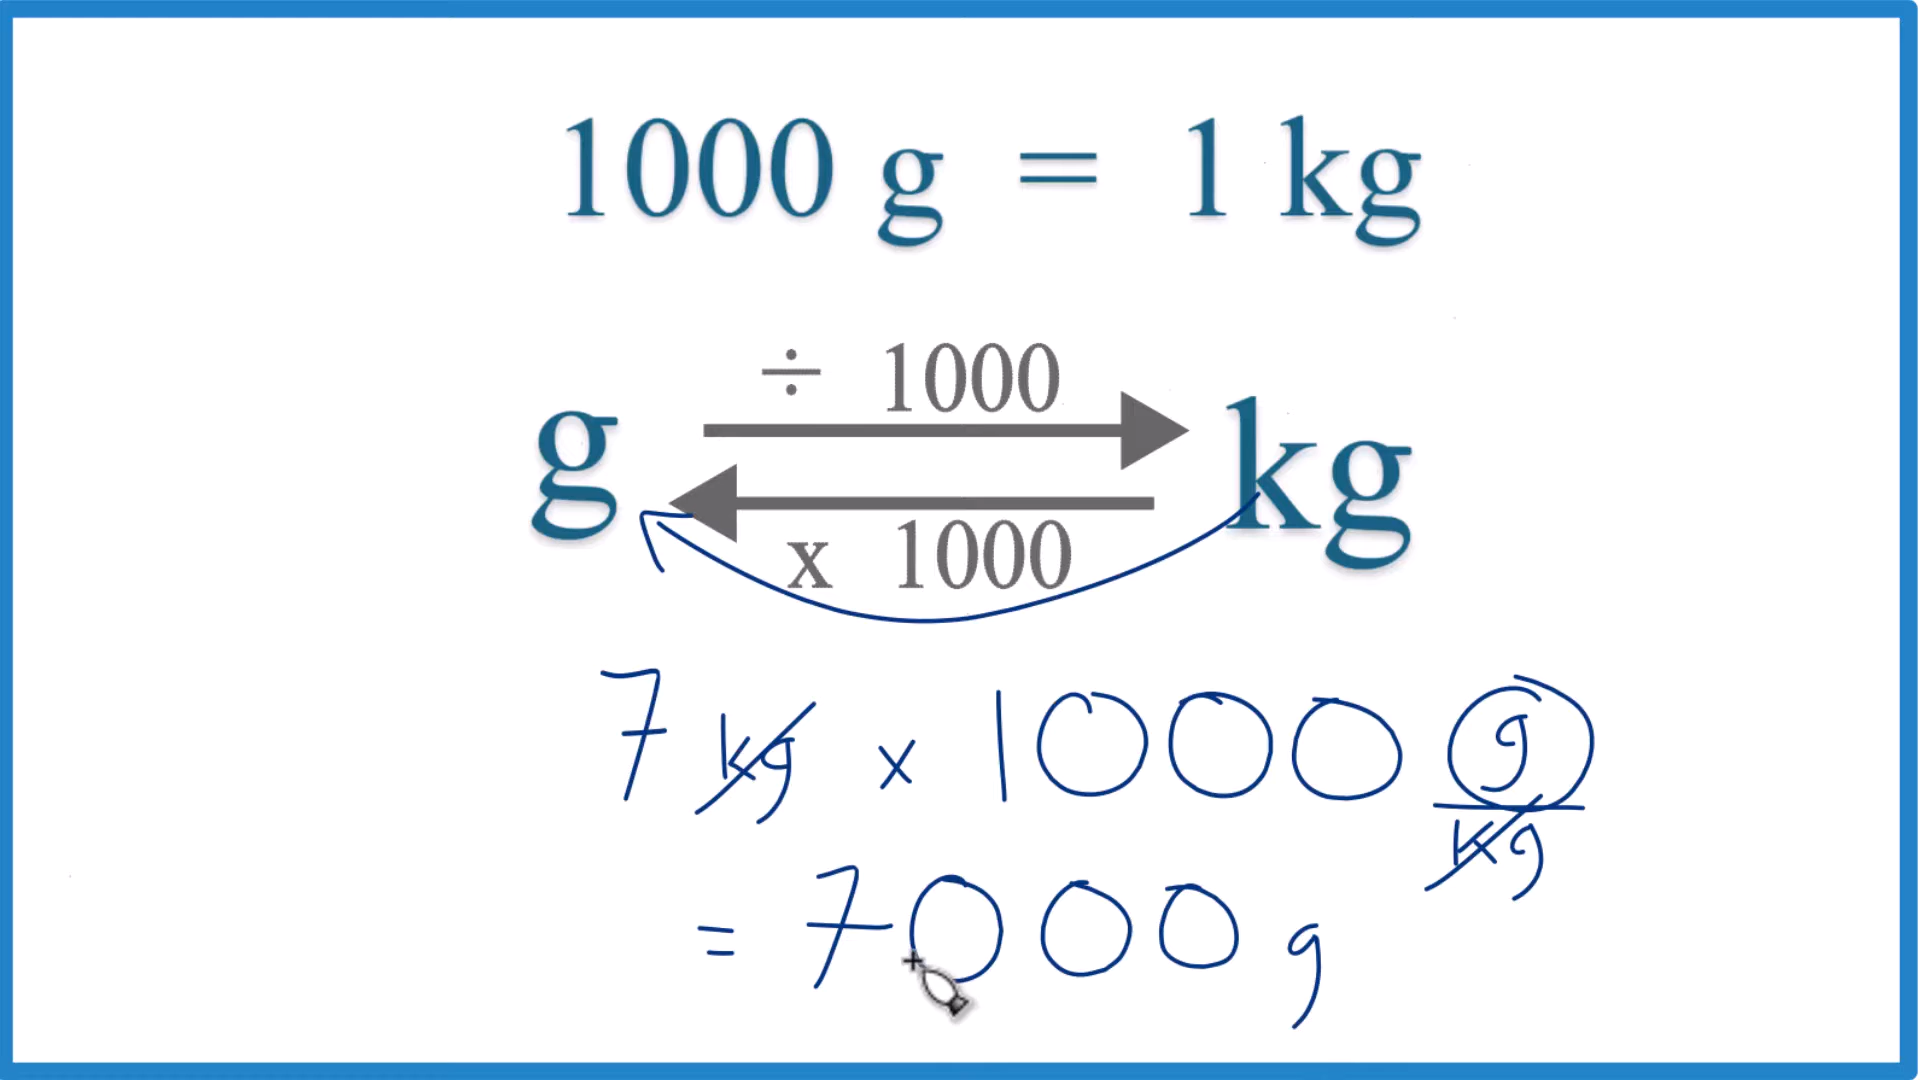 1000 g = 1 kg
÷ 1000
g kg
x 1000
7 kg x 1000 g
kg
= 7000 g